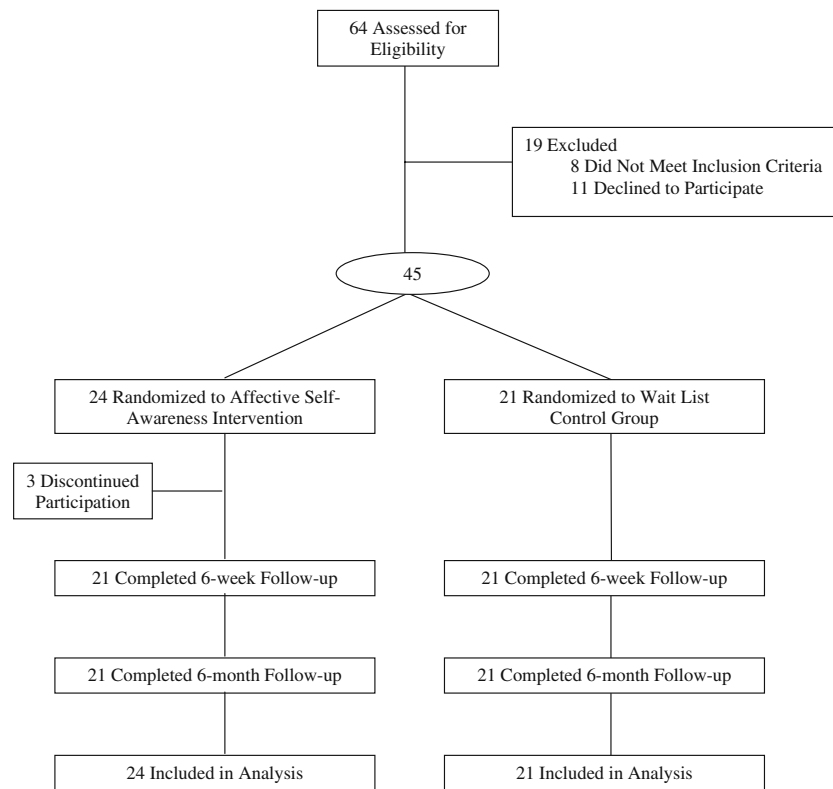 64 Assessed for
Eligibility
19 Excluded
8 Did Not Meet Inclusion Criteria
11 Declined to Participate
45
24 Randomized to Affective Self-
Awareness Intervention
21 Randomized to Wait List
Control Group
3 Discontinued
Participation
21 Completed 6-week Follow-up
21 Completed 6-week Follow-up
21 Completed 6-month Follow-up
21 Completed 6-month Follow-up
24 Included in Analysis
21 Included in Analysis